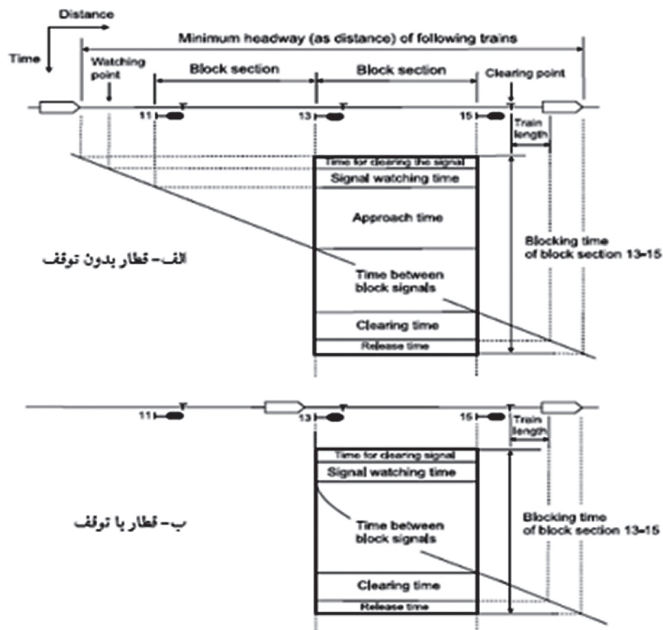 Distance
Time
Minimum headway (as distance) of following trains
Watching
point
Block section
Block section
Clearing point
11
13
15
Train
length
Time for clearing the signal
Signal watching time
Approach time
Time between
block signals
Clearing time
Release time
Blocking time
of block section 13–15
الف- قطار بدون توقف
11
13
15
Train
length
Time for clearing signal
Signal watching time
Time between
block signals
Clearing time
Release time
Blocking time
of block section 13–15
ب- قطار با توقف